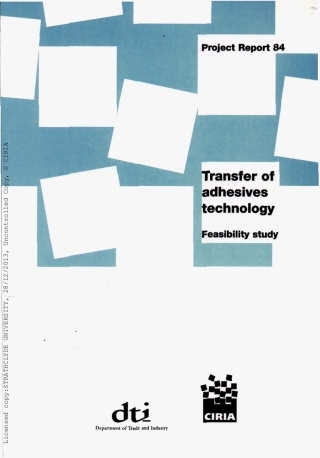 Project Report 84
Transfer of
adhesives
technology
Feasibility study
Licensed copy:STRATHCLYDE UNIVERSITY, 28/12/2013, Uncontrolled Copy, © CIRIA
dti
Department of Trade and Industry
CIRIA